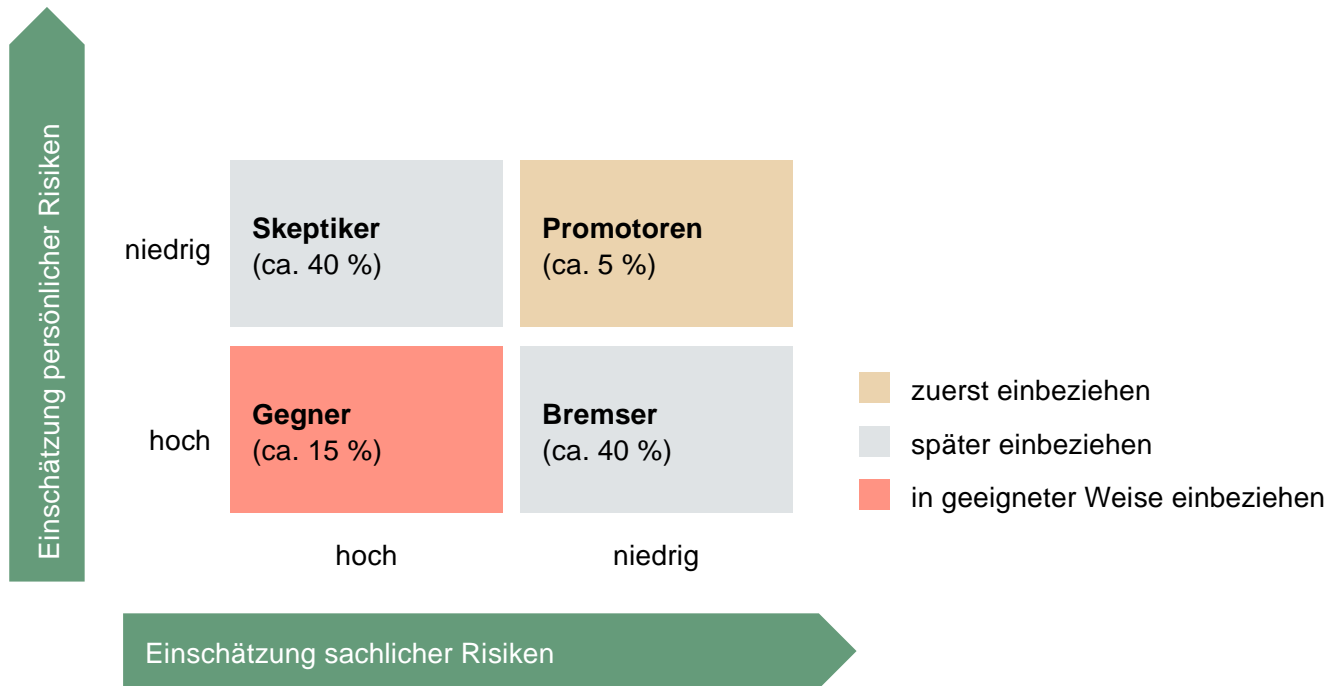 Einschätzung persönlicher Risiken
niedrig
Skeptiker
(ca. 40 %)
Promotoren
(ca. 5 %)
hoch
Gegner
(ca. 15 %)
Bremser
(ca. 40 %)
hoch
niedrig
Einschätzung sachlicher Risiken
zuerst einbeziehen
später einbeziehen
in geeigneter Weise einbeziehen